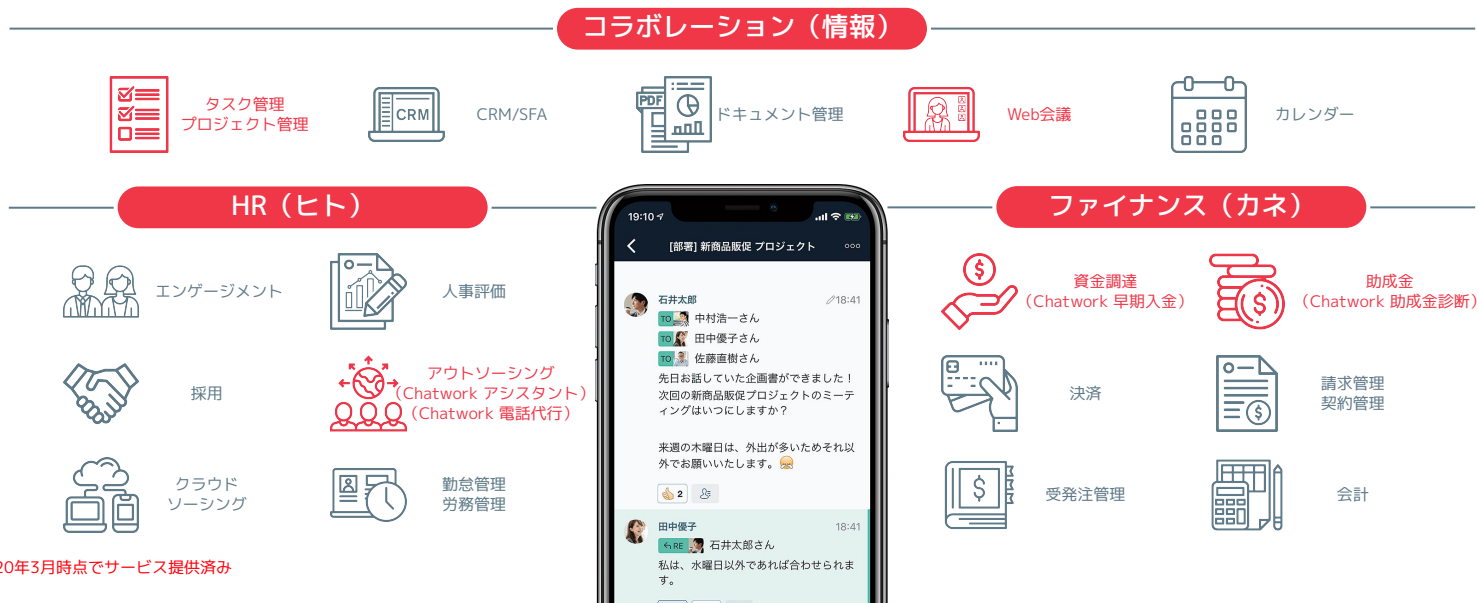 コラボレーション（情報）
タスク管理
プロジェクト管理
CRM
CRM/SFA
PDF
ドキュメント管理
Web会議
カレンダー
HR（ヒト）
エンゲージメント
人事評価
採用
アウトソーシング
（Chatwork アシスタント）
（Chatwork 電話代行）
クラウド
ソーシング
勤怠管理
労務管理
20年3月時点でサービス提供済み
19:10
[部署] 新商品販促 プロジェクト
石井太郎
18:41
TO 中村浩一さん
TO 田中優子さん
TO 佐藤直樹さん
先日お話していた企画書ができました！
次回の新商品販促プロジェクトのミーテ
ィングはいつにしますか？
来週の木曜日は、外出が多いためそれ以
外でお願いいたします。
2
田中優子
18:41
RE 石井太郎さん
私は、水曜日以外であれば合わせられま
す。
ファイナンス（カネ）
$
資金調達
（Chatwork 早期入金）
$
助成金
（Chatwork 助成金診断）
決済
$
請求管理
契約管理
$
受発注管理
会計